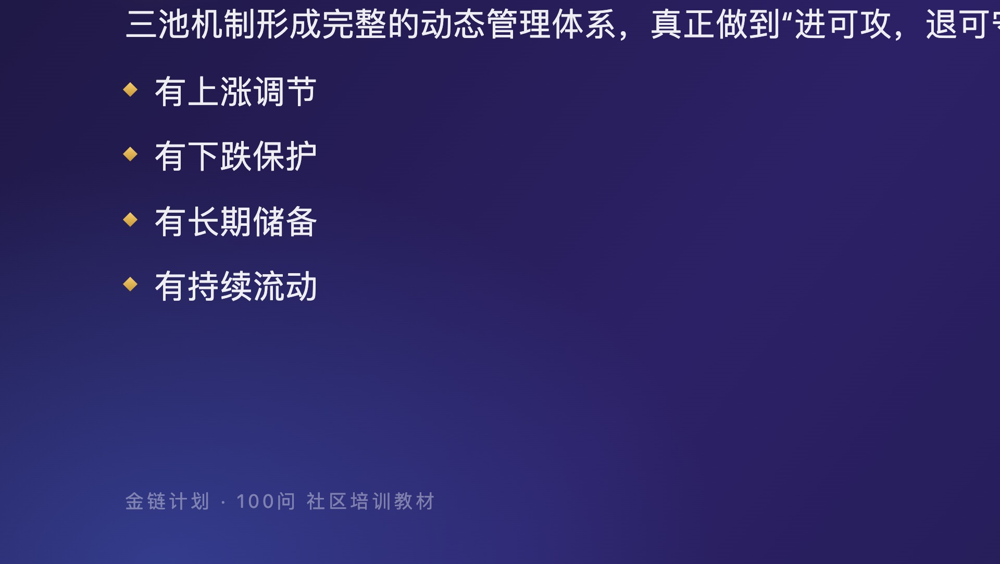 三池机制形成完整的动态管理体系，真正做到“进可攻，退可
有上涨调节
有下跌保护
有长期储备
有持续流动
金链计划 · 100问 社区培训教材